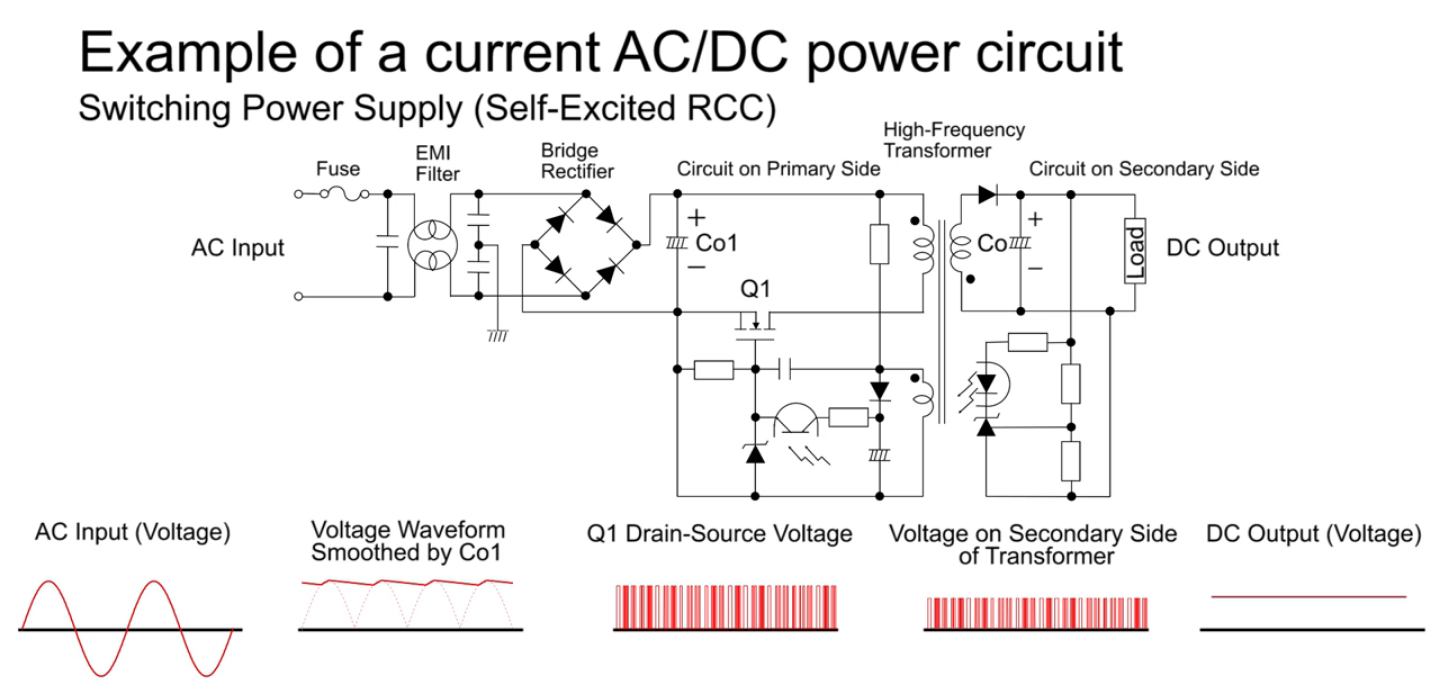 Example of a current AC/DC power circuit
Switching Power Supply (Self-Excited RCC)
Fuse
EMI
Filter
Bridge
Rectifier
Circuit on Primary Side
High-Frequency
Transformer
Circuit on Secondary Side
AC Input
+
Co1
−
Q1
Co
+
−
Load
DC Output
AC Input (Voltage)
Voltage Waveform
Smoothed by Co1
Q1 Drain-Source Voltage
Voltage on Secondary Side
of Transformer
DC Output (Voltage)